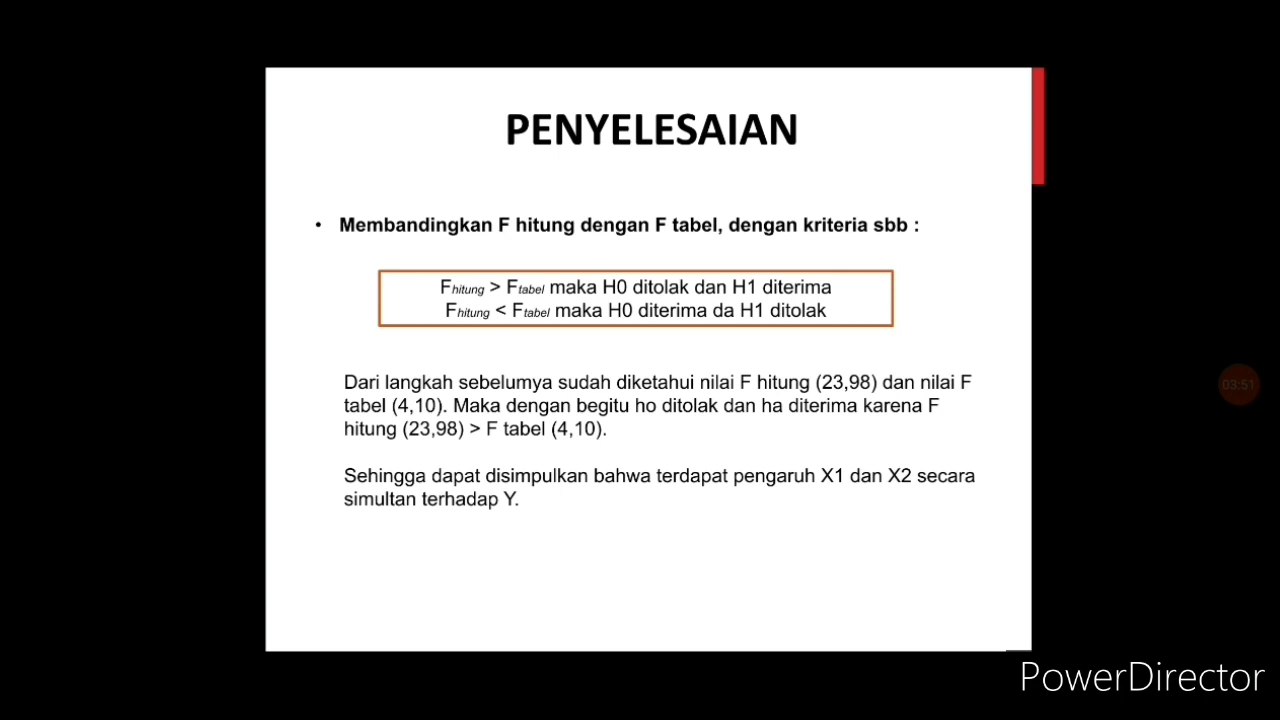 PENYELESAIAN
• Membandingkan F hitung dengan F tabel, dengan kriteria sbb :
Fhitung > Ftabel maka H0 ditolak dan H1 diterima
Fhitung < Ftabel maka H0 diterima da H1 ditolak
Dari langkah sebelumya sudah diketahui nilai F hitung (23,98) dan nilai F
tabel (4,10). Maka dengan begitu ho ditolak dan ha diterima karena F
hitung (23,98) > F tabel (4,10).
Sehingga dapat disimpulkan bahwa terdapat pengaruh X1 dan X2 secara
simultan terhadap Y.
03:51
PowerDirector